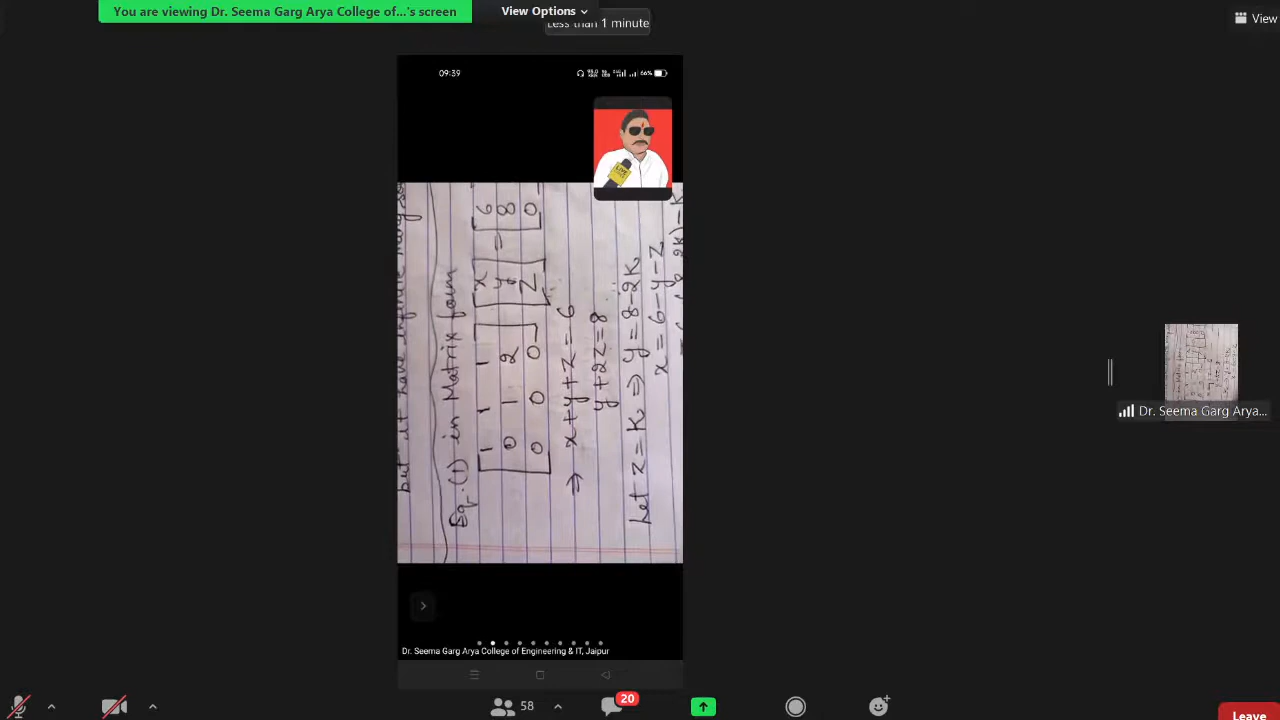 You are viewing Dr. Seema Garg Arya College of...'s screen
View Options
Less than 1 minute
View
09:39
66%
but it have infinite
Eq. (1) in Matrix form
[1 1 1] [x] = [6]
[0 1 2] [y] [8]
[0 0 0] [z] [0]
⇒ x+y+z=6
y+2z=8
Let z=K ⇒ y=8-2K
x=6-y-z
LIVE
Dr. Seema Garg Arya College of Engineering & IT, Jaipur
Dr. Seema Garg Arya...
58
20
Leave